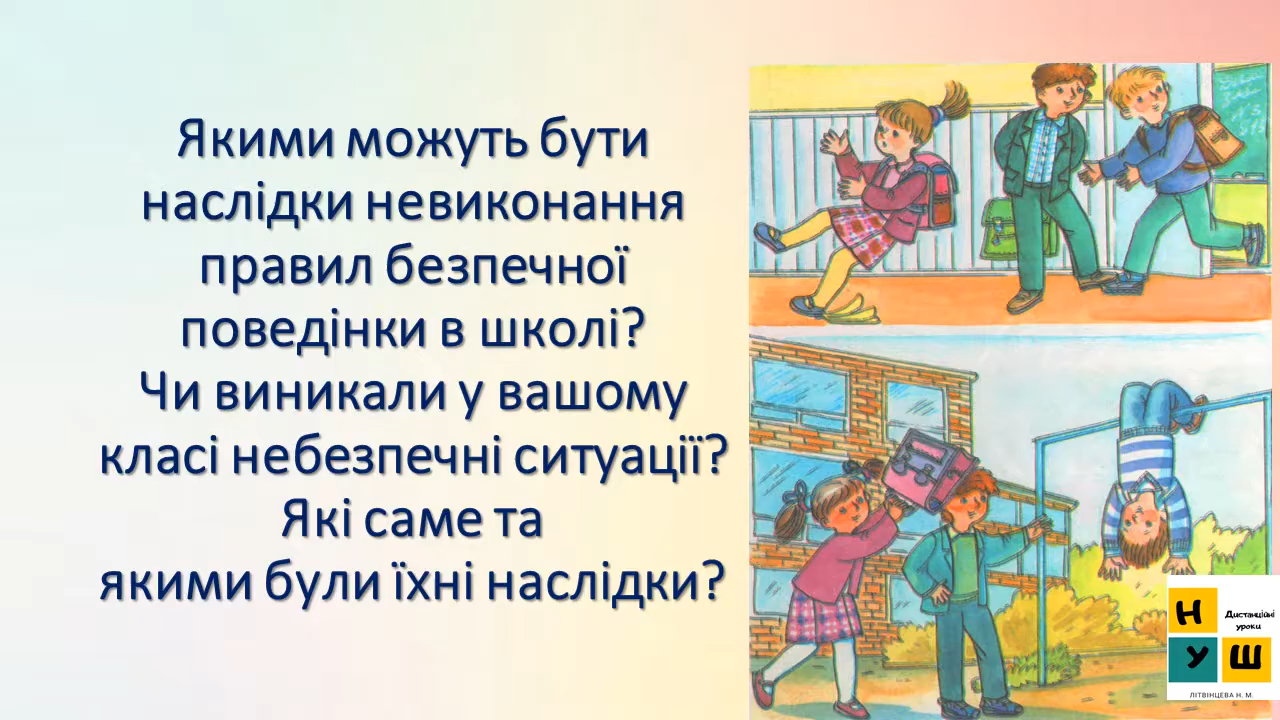 Якими можуть бути
наслідки невиконання
правил безпечної
поведінки в школі?
Чи виникали у вашому
класі небезпечні ситуації?
Які саме та
якими були їхні наслідки?
Н
Дистанційні
уроки
У Ш
ЛІТВІНЦЕВА Н. М.